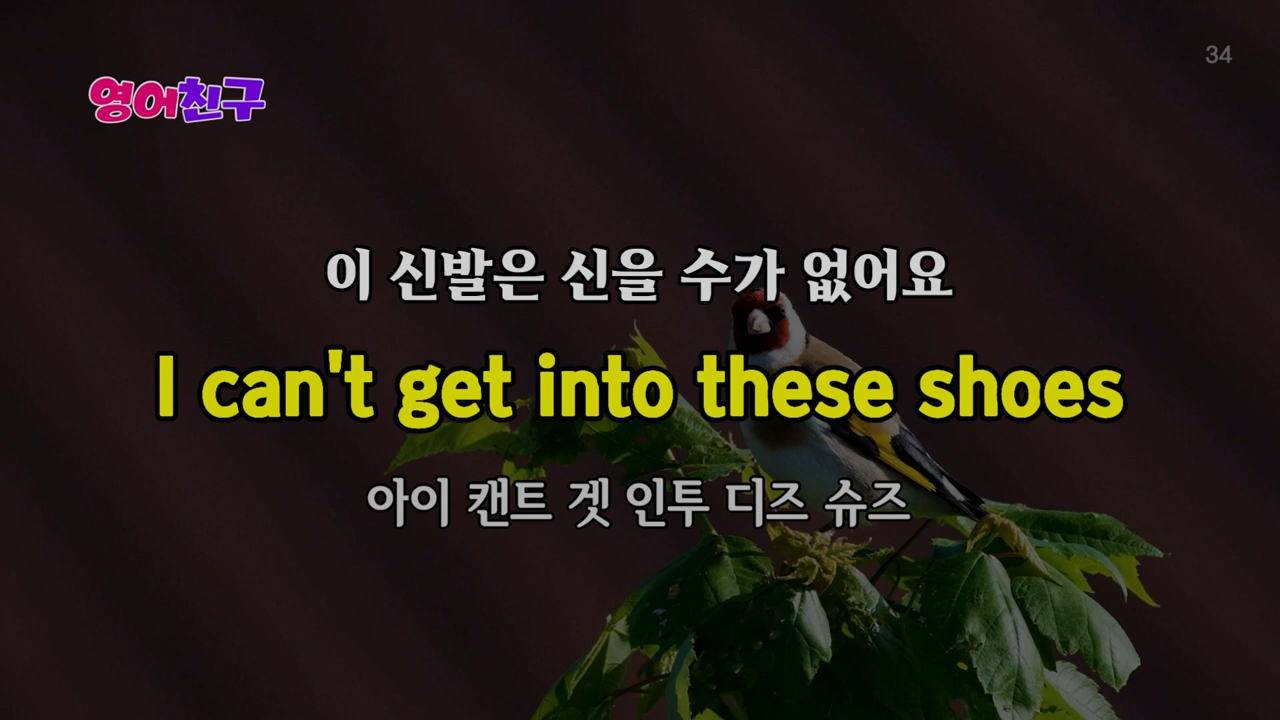 34
영어친구
이 신발은 신을 수가 없어요
I can't get into these shoes
아이 캔트 겟 인투 디즈 슈즈